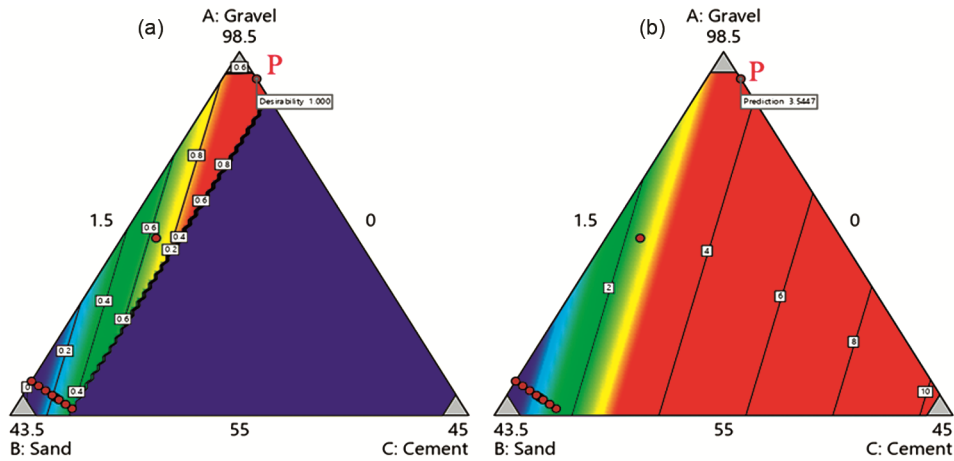 (a)
A: Gravel
98.5
0.6
P
Desirability 1.000
0.8
0.8
0.6
1.5
0
0.6
0.4
0.2
0.4
0.6
0.2
0
0.4
43.5
55
45
B: Sand
C: Cement
(b)
A: Gravel
98.5
P
Prediction 3.5447
1.5
0
4
2
6
8
10
43.5
55
45
B: Sand
C: Cement